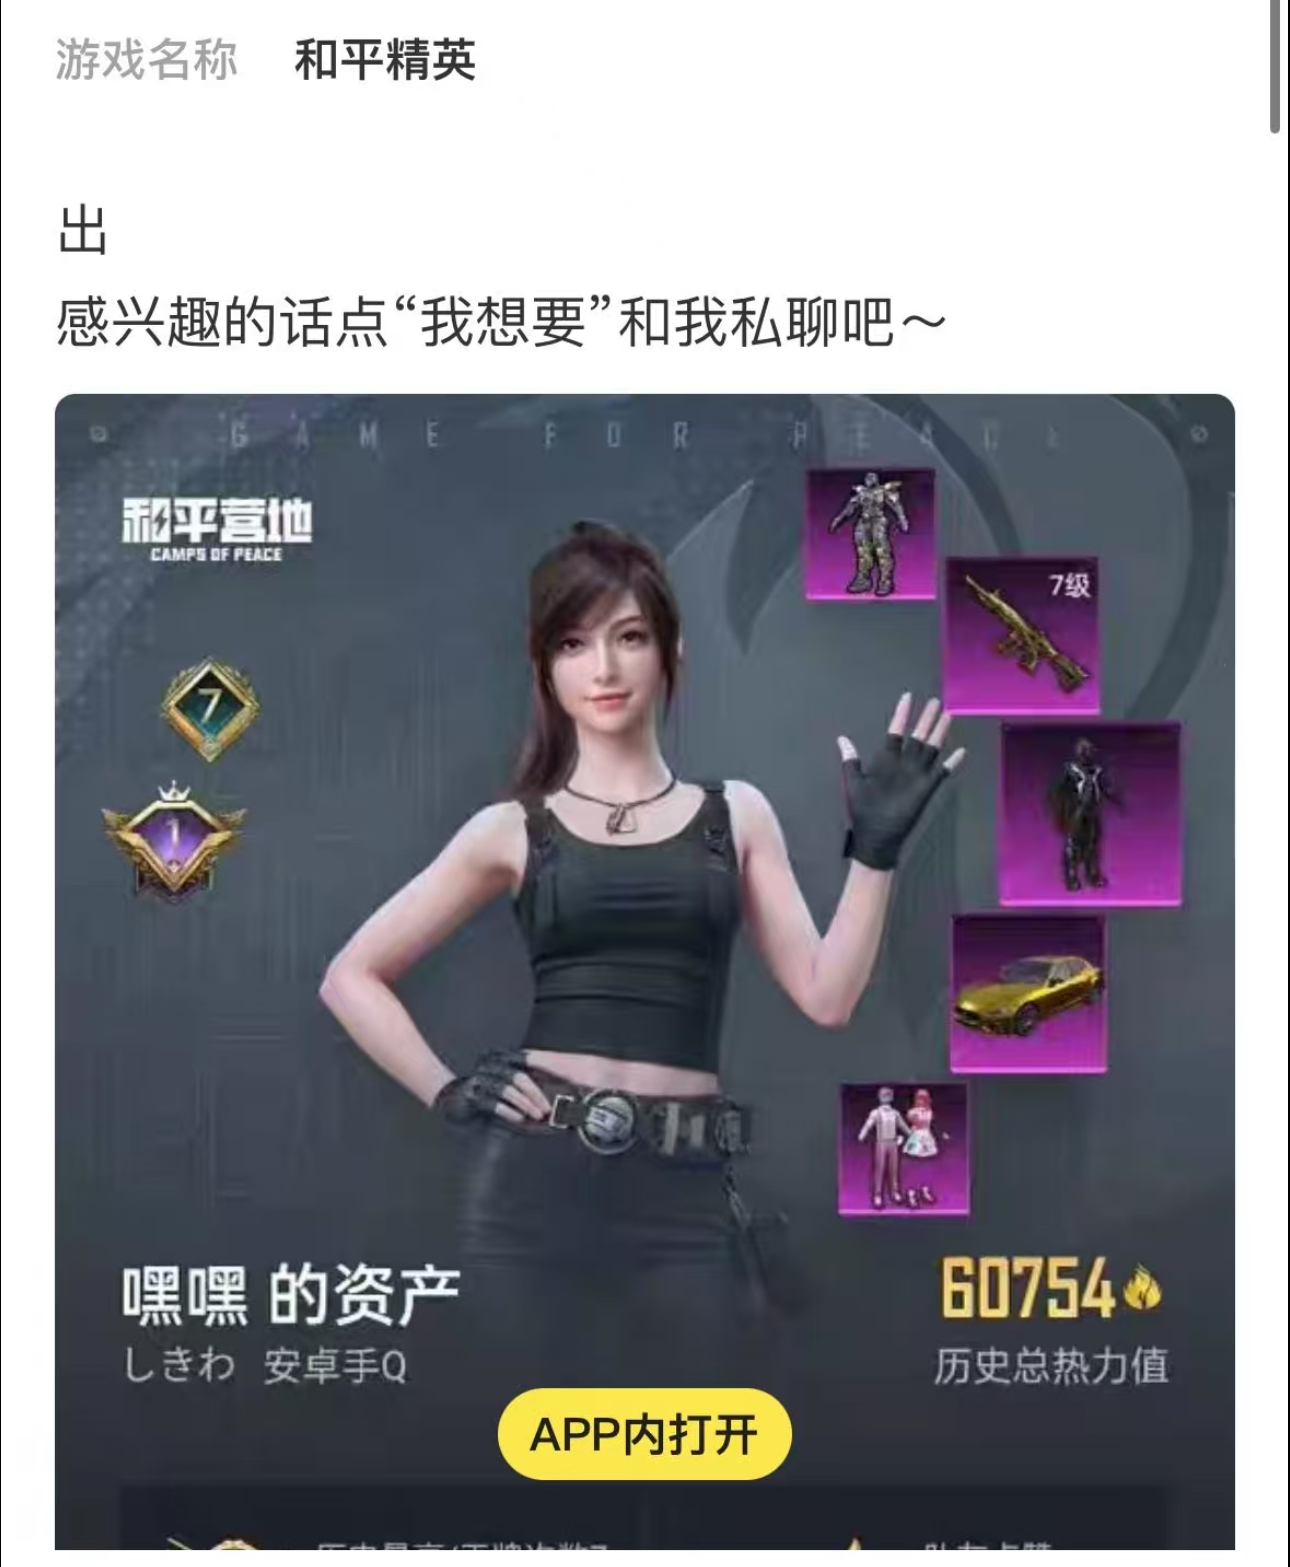 游戏名称 和平精英
出
感兴趣的话点“我想要”和我私聊吧～
GAME FOR PEACE
和平营地
CAMPS OF PEACE
7级
7
1
嘿嘿 的资产
60754
しきわ 安卓手Q
历史总热力值
APP内打开